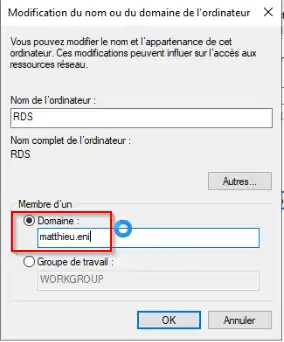 Modification du nom ou du domaine de l'ordinateur
Vous pouvez modifier le nom et l'appartenance de cet
ordinateur. Ces modifications peuvent influer sur l'accès aux
ressources réseau.
Nom de l'ordinateur :
RDS
Nom complet de l'ordinateur :
RDS
Autres...
Membre d'un
Domaine :
matthieu.eni
Groupe de travail :
WORKGROUP
OK
Annuler